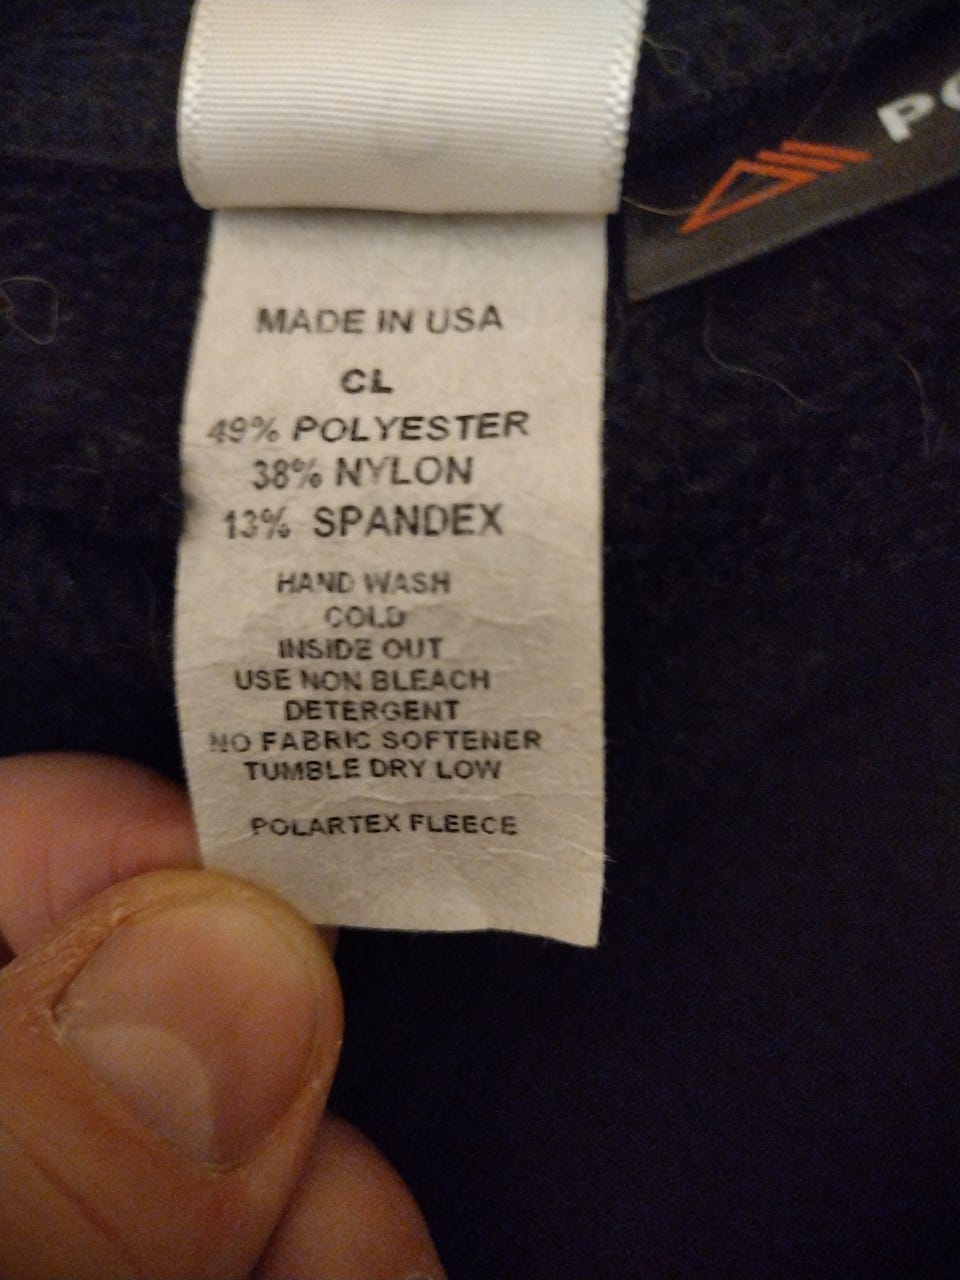 MADE IN USA
CL
49% POLYESTER
38% NYLON
13% SPANDEX
HAND WASH
COLD
INSIDE OUT
USE NON BLEACH
DETERGENT
NO FABRIC SOFTENER
TUMBLE DRY LOW
POLARTEX FLEECE